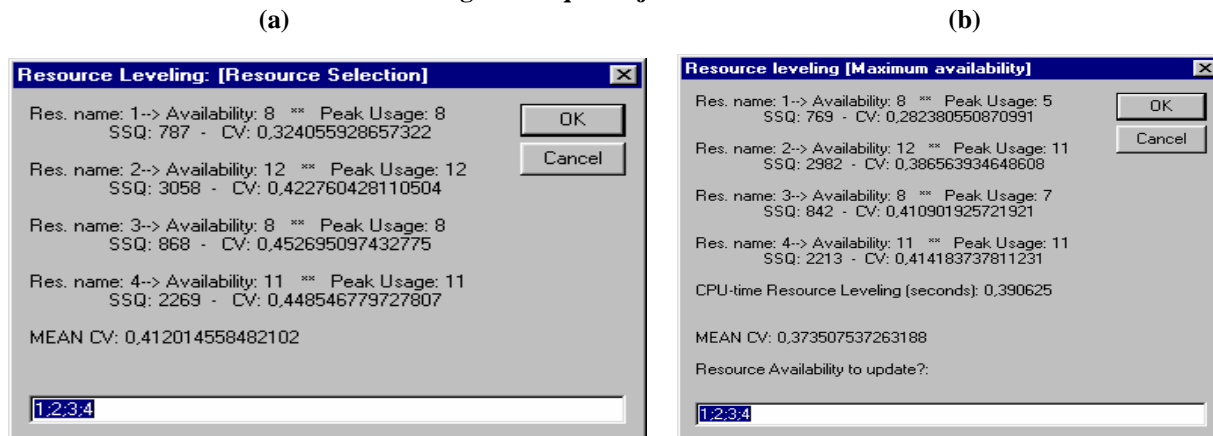 (a)
(b)
Resource Leveling: [Resource Selection]
Res. name: 1--> Availability: 8 ** Peak Usage: 8
SSQ: 787 - CV: 0,324055928657322
Res. name: 2--> Availability: 12 ** Peak Usage: 12
SSQ: 3058 - CV: 0,422760428110504
Res. name: 3--> Availability: 8 ** Peak Usage: 8
SSQ: 868 - CV: 0,452695097432775
Res. name: 4--> Availability: 11 ** Peak Usage: 11
SSQ: 2269 - CV: 0,448546779727807
MEAN CV: 0,412014558482102
OK
Cancel
1;2;3;4
Resource leveling [Maximum availability]
Res. name: 1--> Availability: 8 ** Peak Usage: 5
SSQ: 769 - CV: 0,282380550870991
Res. name: 2--> Availability: 12 ** Peak Usage: 11
SSQ: 2982 - CV: 0,386563934648608
Res. name: 3--> Availability: 8 ** Peak Usage: 7
SSQ: 842 - CV: 0,410901925721921
Res. name: 4--> Availability: 11 ** Peak Usage: 11
SSQ: 2213 - CV: 0,414183737811231
CPU-time Resource Leveling (seconds): 0,390625
MEAN CV: 0,373507537263188
Resource Availability to update?:
OK
Cancel
1;2;3;4